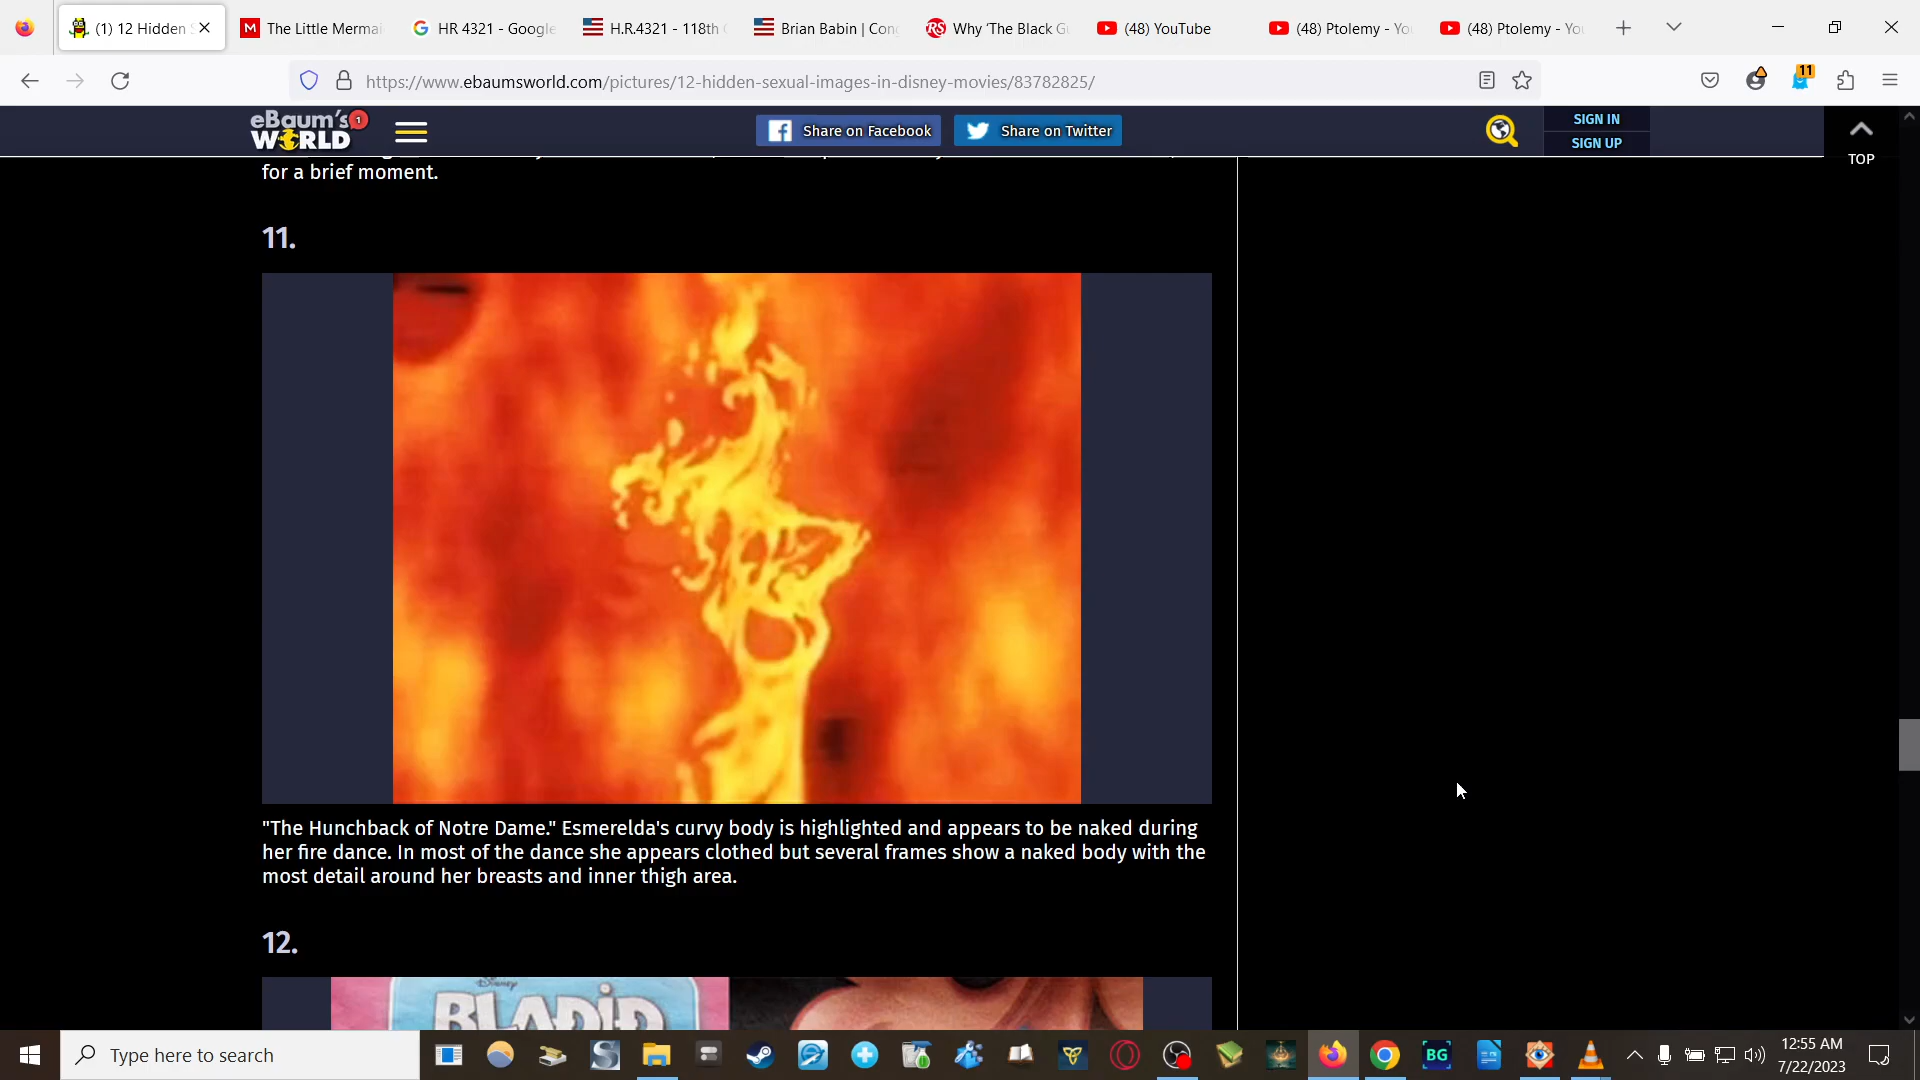 (1) 12 Hidden
The Little Mermai
HR 4321 - Google
H.R.4321 - 118th
Brian Babin | Con
Why ‘The Black G
(48) YouTube
(48) Ptolemy - Yo
(48) Ptolemy - You
https://www.ebaumsworld.com/pictures/12-hidden-sexual-images-in-disney-movies/83782825/
11
eBaum's
WORLD
1
Share on Facebook
Share on Twitter
SIGN IN
SIGN UP
TOP
for a brief moment.
11.
"The Hunchback of Notre Dame." Esmerelda's curvy body is highlighted and appears to be naked during
her fire dance. In most of the dance she appears clothed but several frames show a naked body with the
most detail around her breasts and inner thigh area.
12.
Disney
Type here to search
BG
12:55 AM
7/22/2023